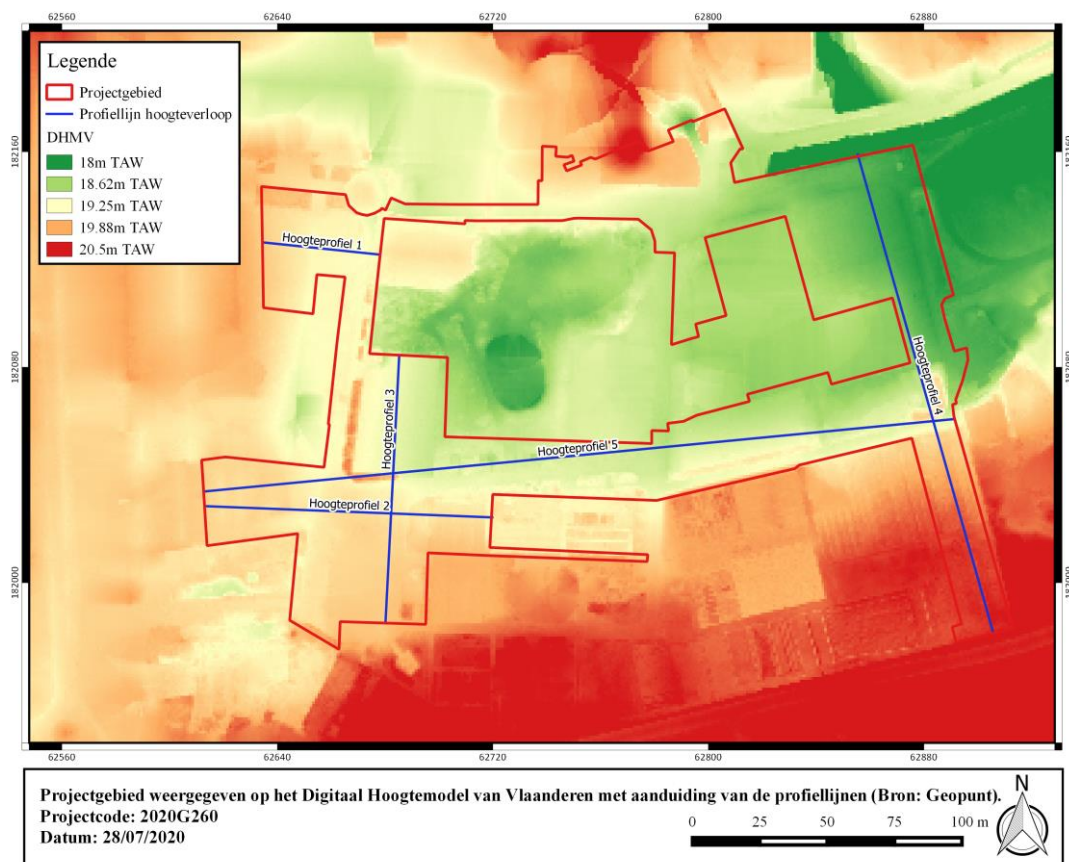 62560 62640 62720 62800 62880
Legende
Projectgebied
Profiellijn hoogteverloop
DHMV
18m TAW
18.62m TAW
19.25m TAW
19.88m TAW
20.5m TAW
182160 182160
Hoogteprofiel 1
182080 182080
Hoogteprofiel 3
Hoogteprofiel 4
Hoogteprofiel 5
Hoogteprofiel 2
182000 182000
62560 62640 62720 62800 62880
Projectgebied weergegeven op het Digitaal Hoogtemodel van Vlaanderen met aanduiding van de profiellijnen (Bron: Geopunt).
Projectcode: 2020G260
Datum: 28/07/2020
0 25 50 75 100 m
N